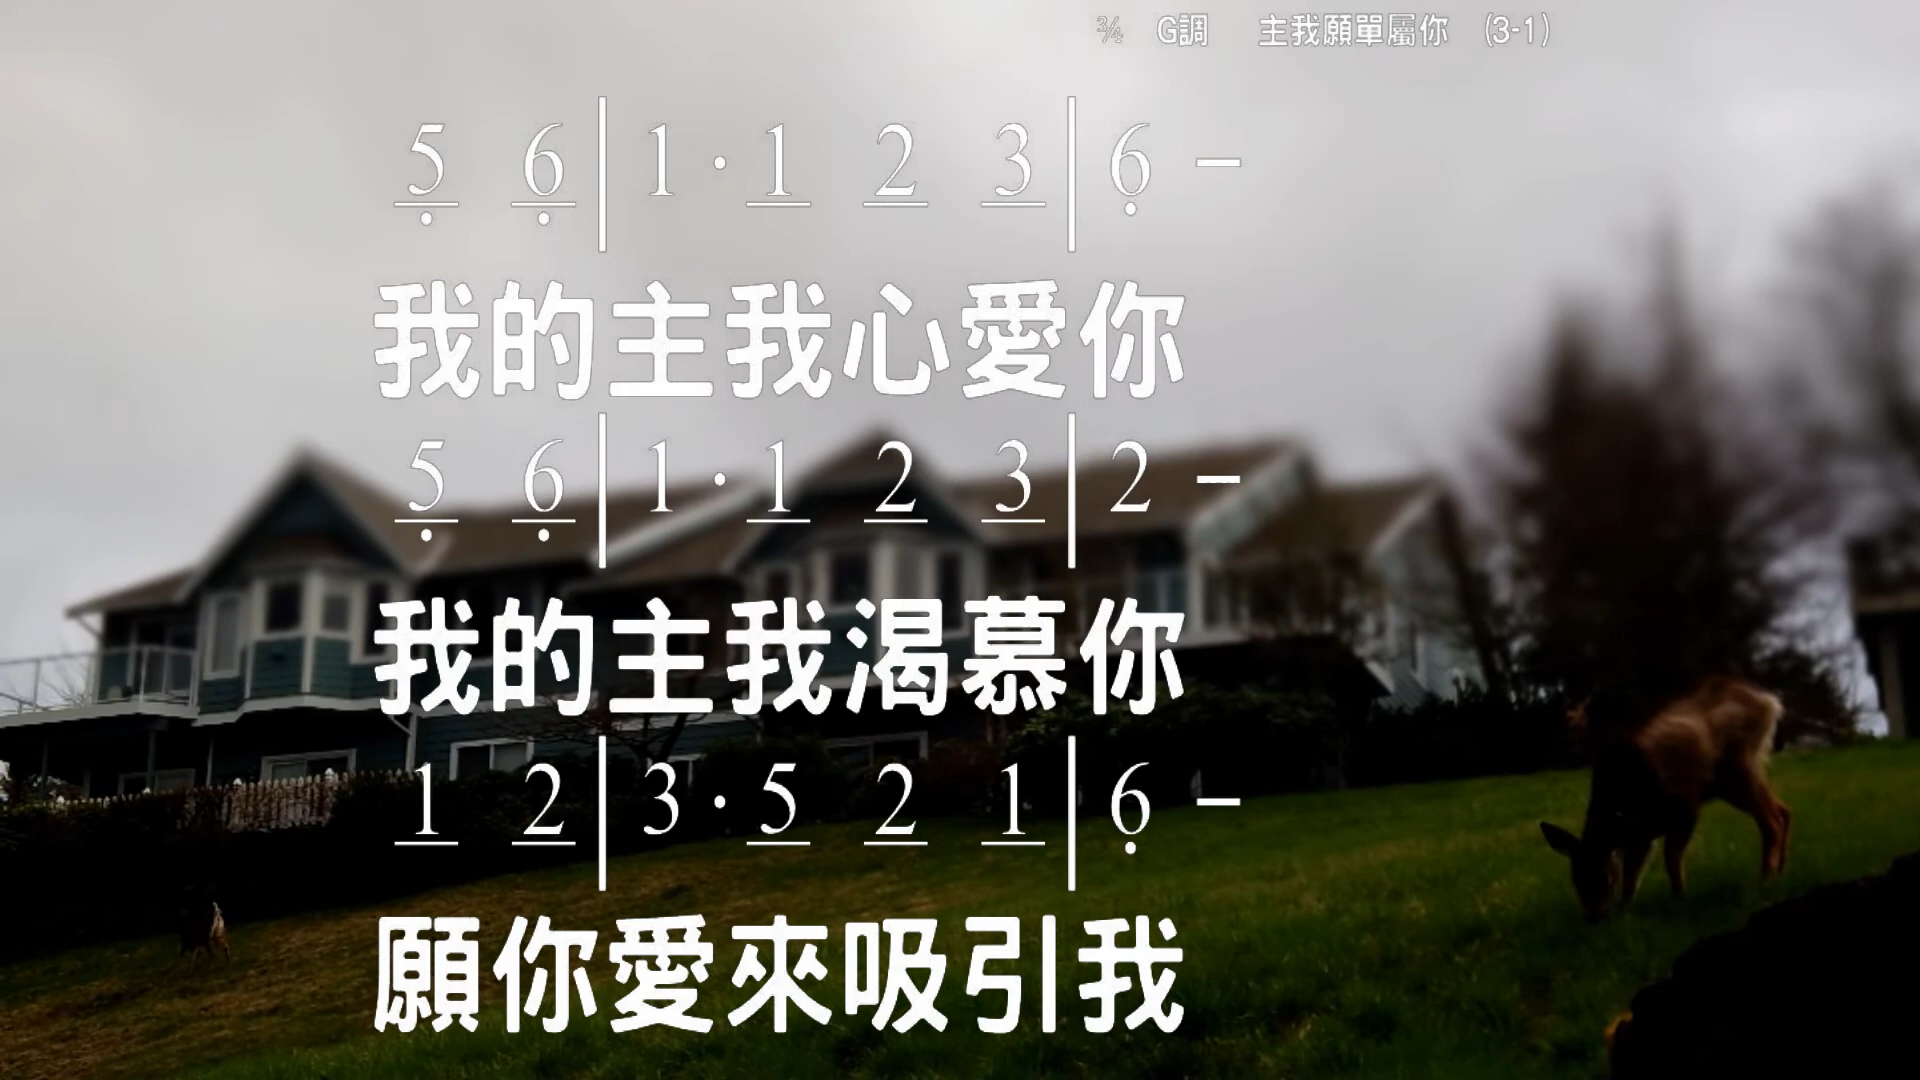 3/4 G調 主我願單屬你 (3-1)
5̣ 6̣ | 1 · 1 2 3 | 6̣ －
我的主我心愛你
5̣ 6̣ | 1 · 1 2 3 | 2 －
我的主我渴慕你
1 2 | 3 · 5 2 1 | 6̣ －
願你愛來吸引我